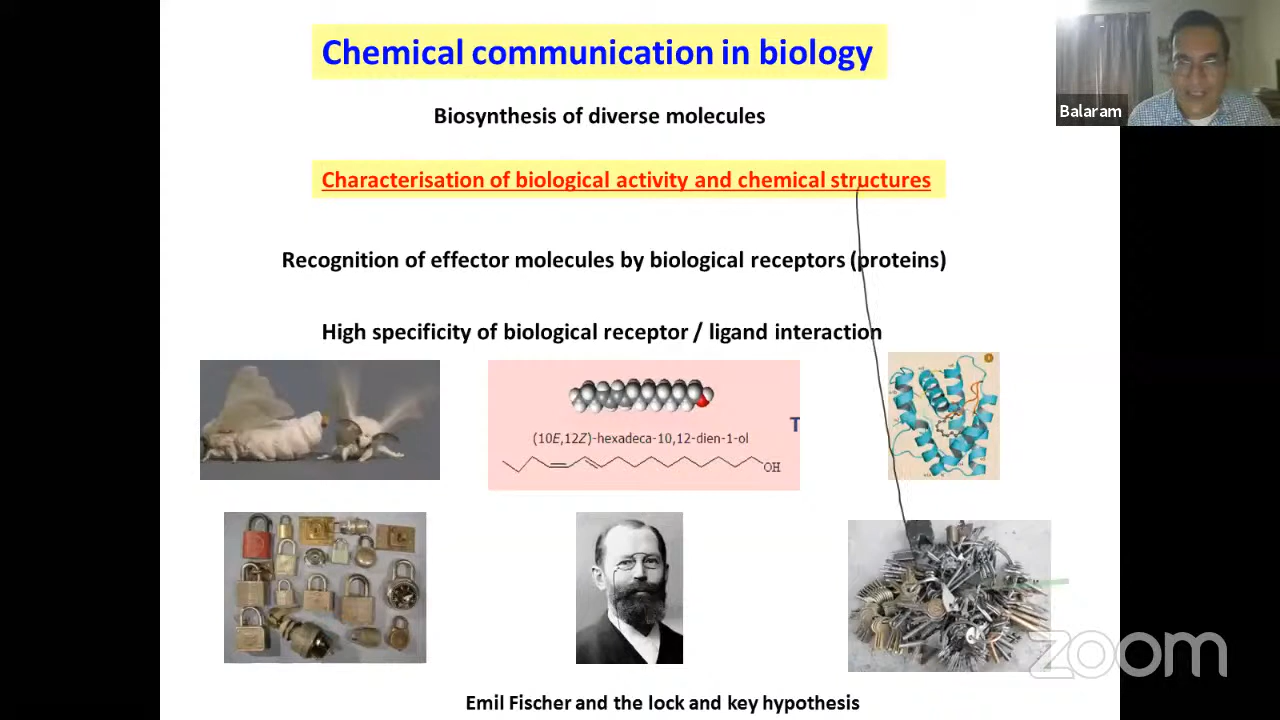 Chemical communication in biology
Balaram
Biosynthesis of diverse molecules
Characterisation of biological activity and chemical structures
Recognition of effector molecules by biological receptors (proteins)
High specificity of biological receptor / ligand interaction
(10E,12Z)-hexadeca-10,12-dien-1-ol
T
OH
zoom
Emil Fischer and the lock and key hypothesis